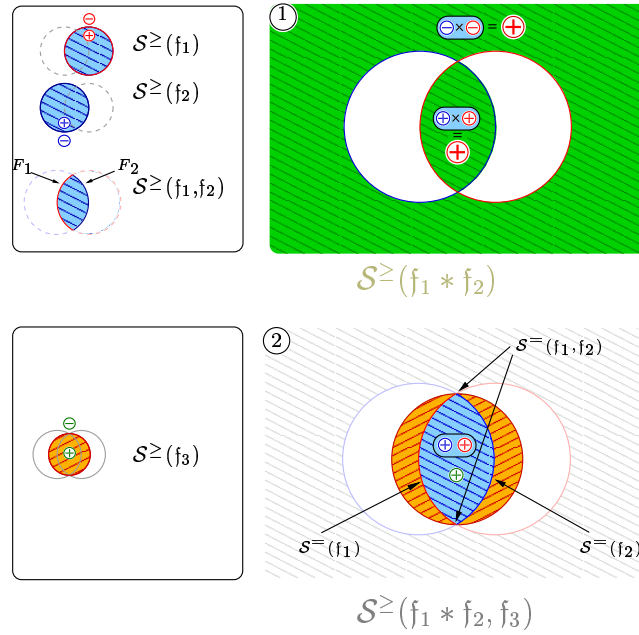 ⊖
⊕
𝒮≥(𝔣₁)
𝒮≥(𝔣₂)
⊕
⊖
F₁ F₂
𝒮≥(𝔣₁,𝔣₂)
1
⊖×⊖ = ⊕
⊕×⊕
=
⊕
𝒮≥(𝔣₁ ∗ 𝔣₂)
⊖
⊕
𝒮≥(𝔣₃)
2
𝒮=(𝔣₁,𝔣₂)
⊕ ⊕
⊕
𝒮=(𝔣₁) 𝒮=(𝔣₂)
𝒮≥(𝔣₁ ∗ 𝔣₂, 𝔣₃)